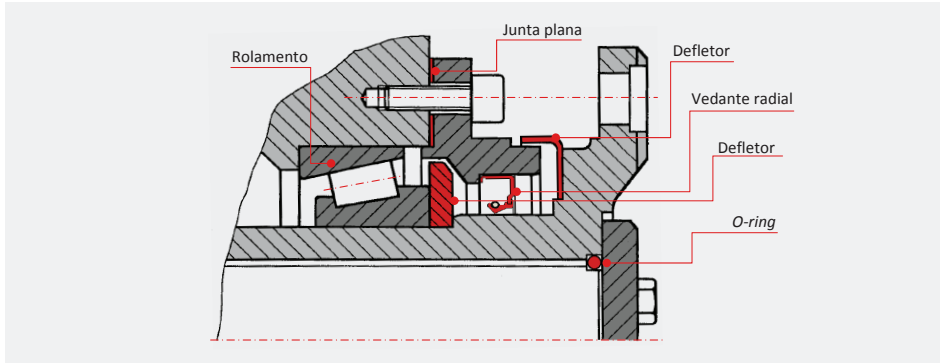 Junta plana
Rolamento
Defletor
Vedante radial
Defletor
O-ring